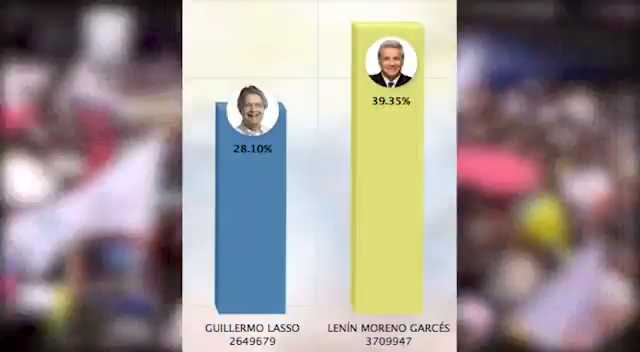 39.35%
28.10%
GUILLERMO LASSO
2649679
LENÍN MORENO GARCÉS
3709947